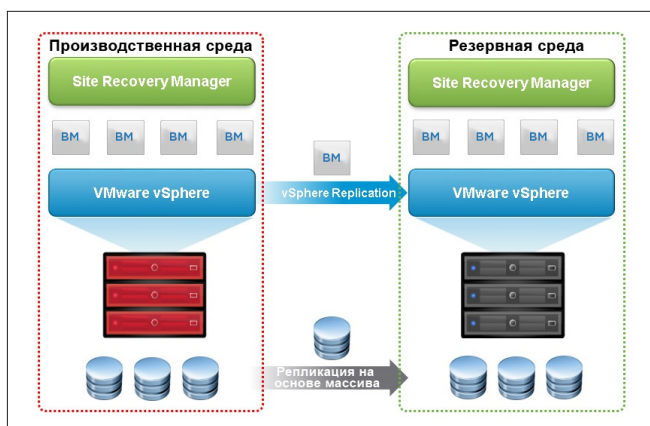 Производственная среда
Резервная среда
Site Recovery Manager
Site Recovery Manager
ВМ
ВМ
ВМ
ВМ
ВМ
ВМ
ВМ
ВМ
ВМ
VMware vSphere
vSphere Replication
VMware vSphere
Репликация на
основе массива